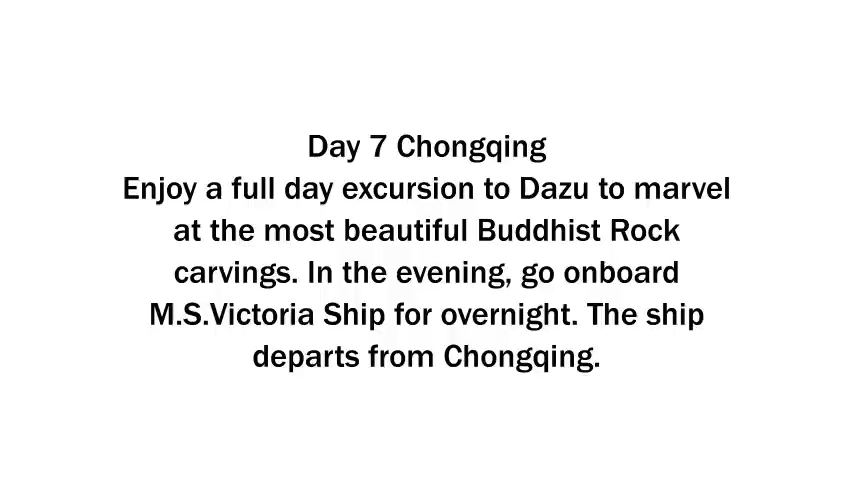 Day 7 Chongqing
Enjoy a full day excursion to Dazu to marvel
at the most beautiful Buddhist Rock
carvings. In the evening, go onboard
M.S.Victoria Ship for overnight. The ship
departs from Chongqing.